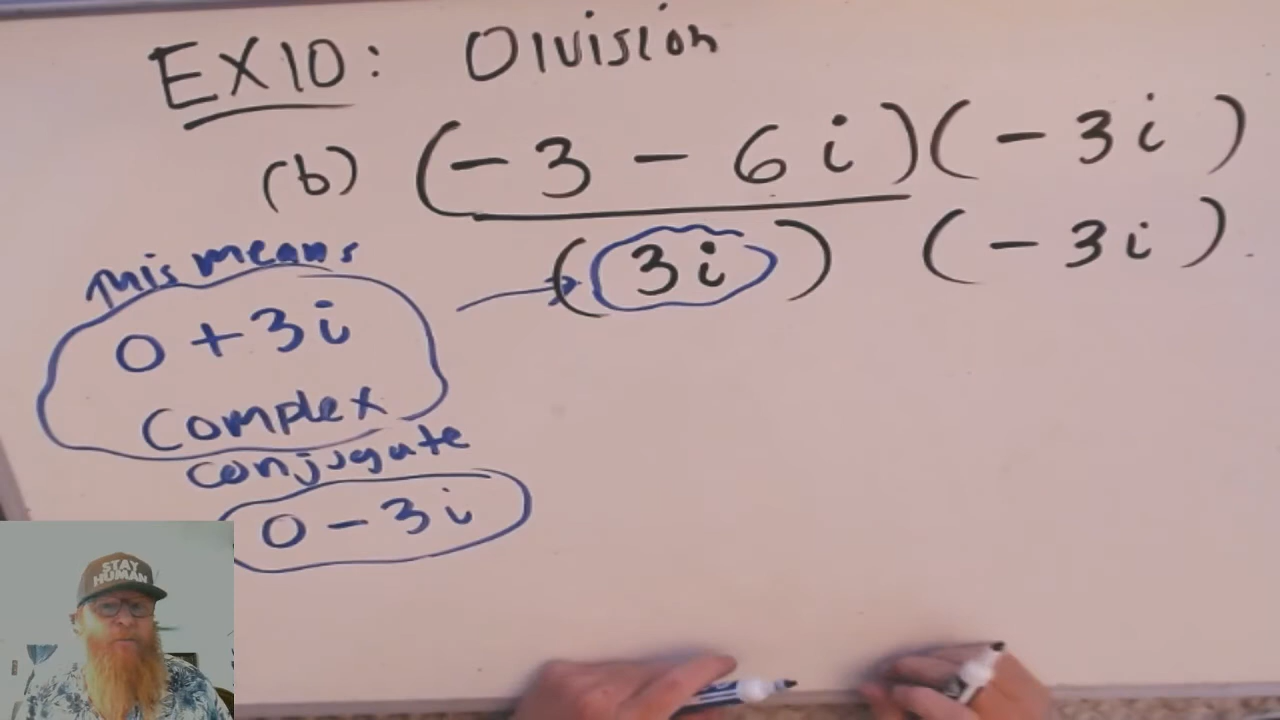 EX10: Division
(b) (-3 - 6i)(-3i)
(3i) (-3i)
this means
0 + 3i
Complex
conjugate
0 - 3i
STAY
HUMAN